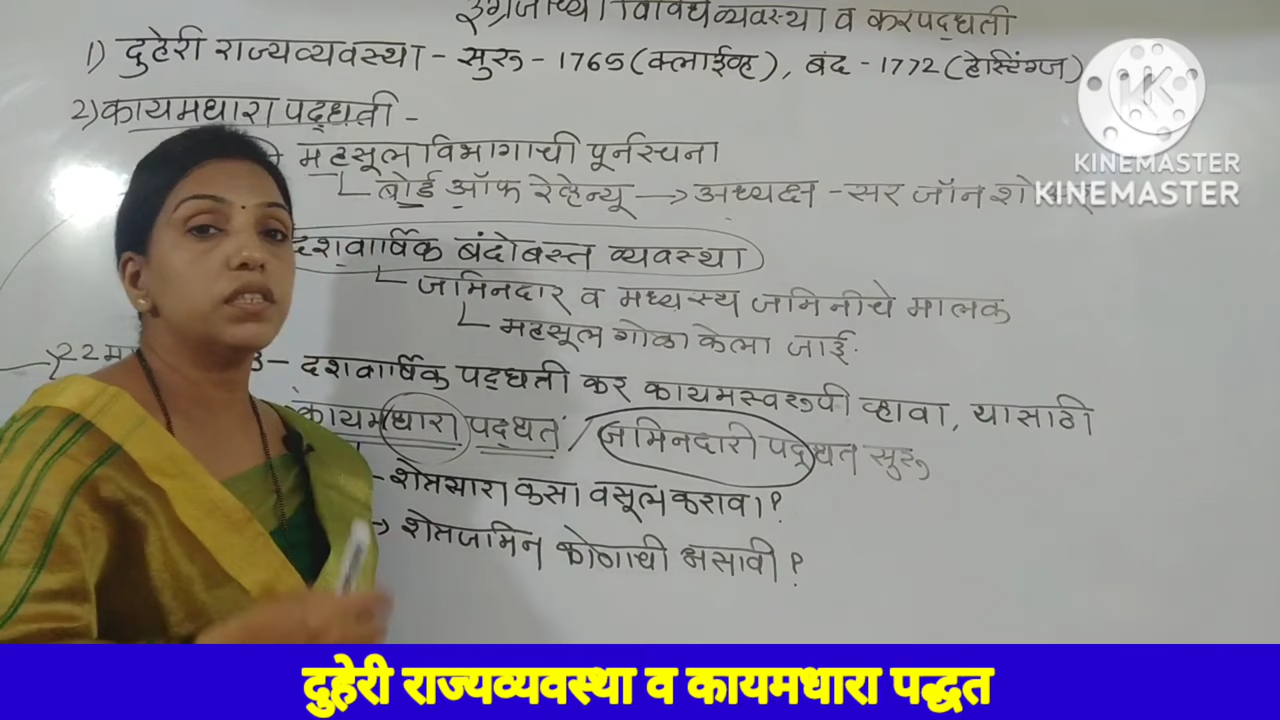 इंग्रजांच्या विविध व्यवस्था व करपद्धती
1) दुहेरी राज्यव्यवस्था - सुरु - 1765 (क्लाईव्ह), बंद - 1772 (हेस्टिंग्ज)
2) कायमधारा पद्धती -
महसूल विभागाची पूर्नरचना
बोर्ड ऑफ रेव्हेन्यू → अध्यक्ष - सर जॉन
दशवार्षिक बंदोबस्त व्यवस्था
जमिनदार व मध्यस्थ जमिनीचे मालक
महसूल गोळा केला जाई.
22 - दशवार्षिक पद्धती कर कायमस्वरूपी व्हावा, यासाठी
कायमधारा पद्धत / जमिनदारी पद्धत सुरु
- शेतसारा कसा वसूल करावा?
→ शेतजमिन कोणाची असावी?
KINEMASTER
KINEMASTER
दुहेरी राज्यव्यवस्था व कायमधारा पद्धत